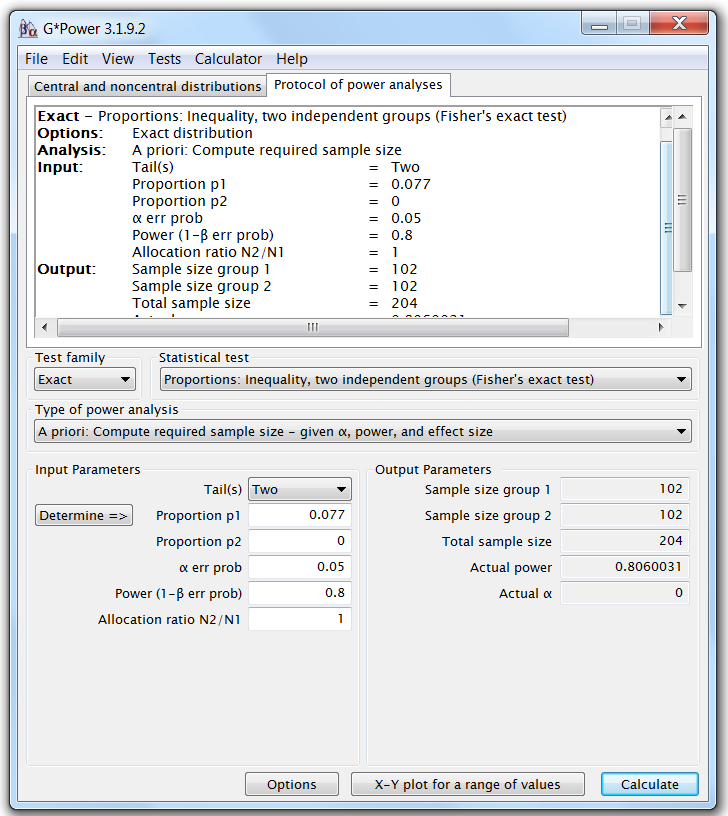 G*Power 3.1.9.2
File Edit View Tests Calculator Help
Central and noncentral distributions Protocol of power analyses
Exact – Proportions: Inequality, two independent groups (Fisher's exact test)
Options: Exact distribution
Analysis: A priori: Compute required sample size
Input: Tail(s) = Two
Proportion p1 = 0.077
Proportion p2 = 0
α err prob = 0.05
Power (1-β err prob) = 0.8
Allocation ratio N2/N1 = 1
Output: Sample size group 1 = 102
Sample size group 2 = 102
Total sample size = 204
Test family Statistical test
Exact Proportions: Inequality, two independent groups (Fisher's exact test)
Type of power analysis
A priori: Compute required sample size – given α, power, and effect size
Input Parameters Output Parameters
Tail(s) Two Sample size group 1 102
Determine => Proportion p1 0.077 Sample size group 2 102
Proportion p2 0 Total sample size 204
α err prob 0.05 Actual power 0.8060031
Power (1-β err prob) 0.8 Actual α 0
Allocation ratio N2/N1 1
Options X-Y plot for a range of values Calculate